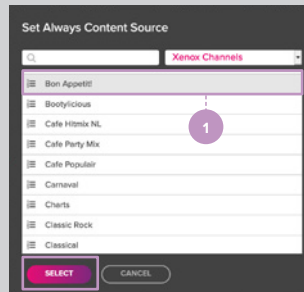 Set Always Content Source
Xenox Channels
Bon Appetit!
Bootylicious
Cafe Hitmix NL
Cafe Party Mix
Cafe Populair
Carnaval
Charts
Classic Rock
Classical
1
SELECT CANCEL